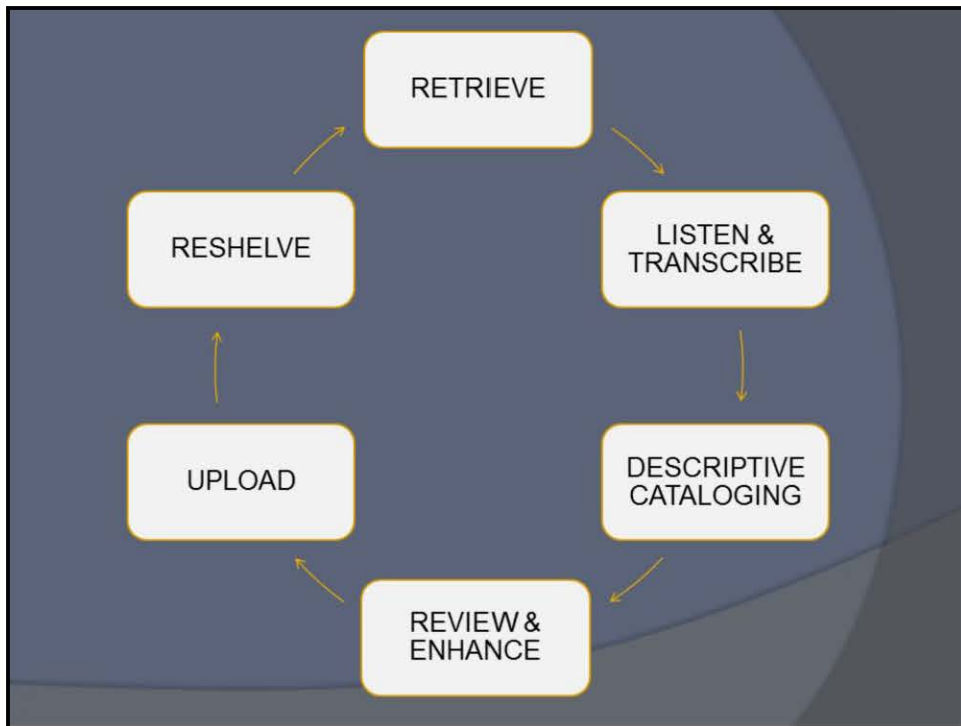 RETRIEVE
LISTEN &
TRANSCRIBE
DESCRIPTIVE
CATALOGING
REVIEW &
ENHANCE
UPLOAD
RESHELVE